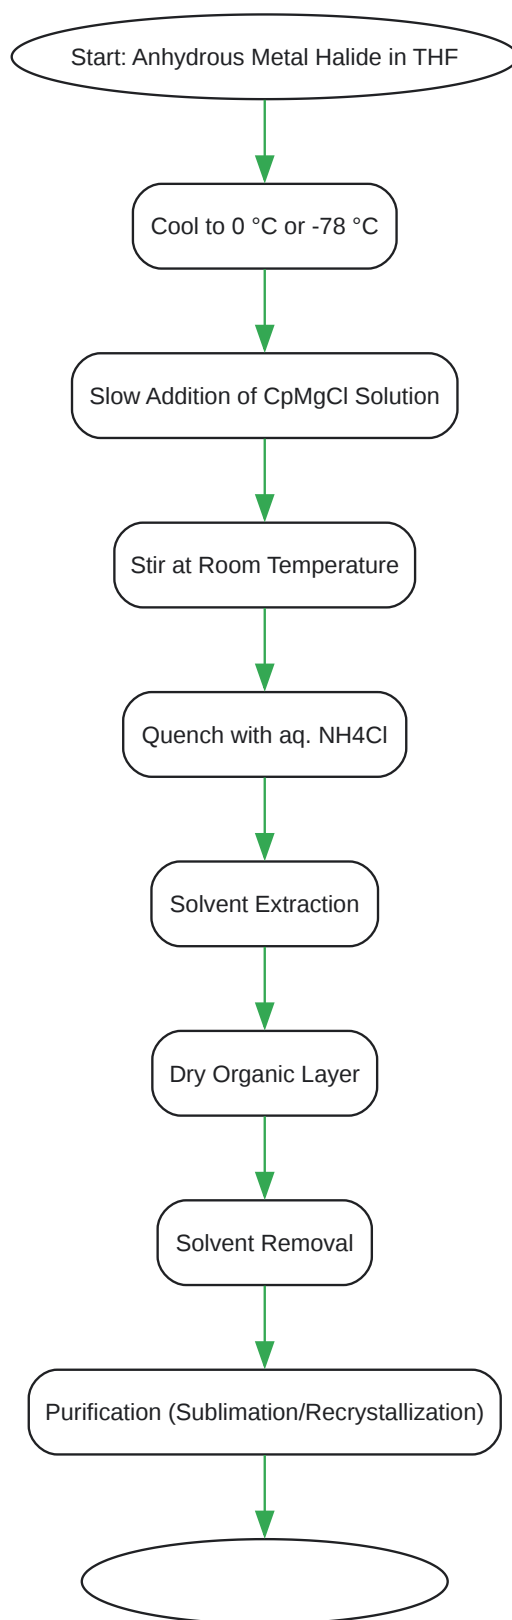 Start: Anhydrous Metal Halide in THF
Cool to 0 °C or -78 °C
Slow Addition of CpMgCl Solution
Stir at Room Temperature
Quench with aq. NH4Cl
Solvent Extraction
Dry Organic Layer
Solvent Removal
Purification (Sublimation/Recrystallization)